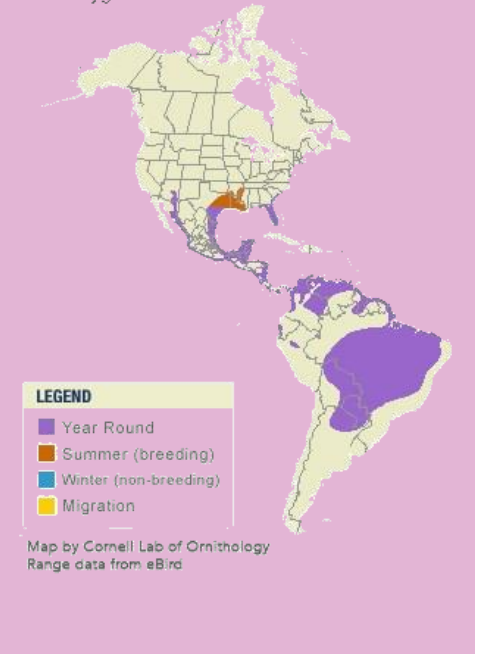 LEGEND
Year Round
Summer (breeding)
Winter (non-breeding)
Migration
Map by Cornell Lab of Ornithology
Range data from eBird